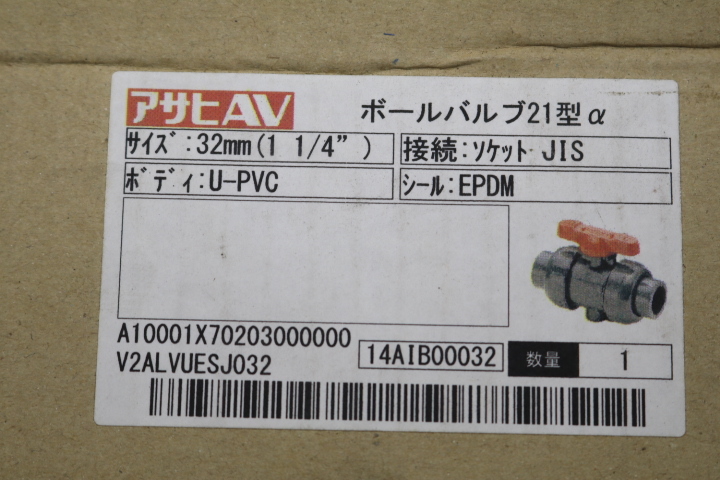 アサヒAV ボールバルブ21型α
ｻｲｽﾞ:32mm(1 1/4”) 接続:ｿｹｯﾄ JIS
ﾎﾞﾃﾞｨ:U-PVC ｼｰﾙ:EPDM
A10001X70203000000
V2ALVUESJ032 14AIB00032 数量 1